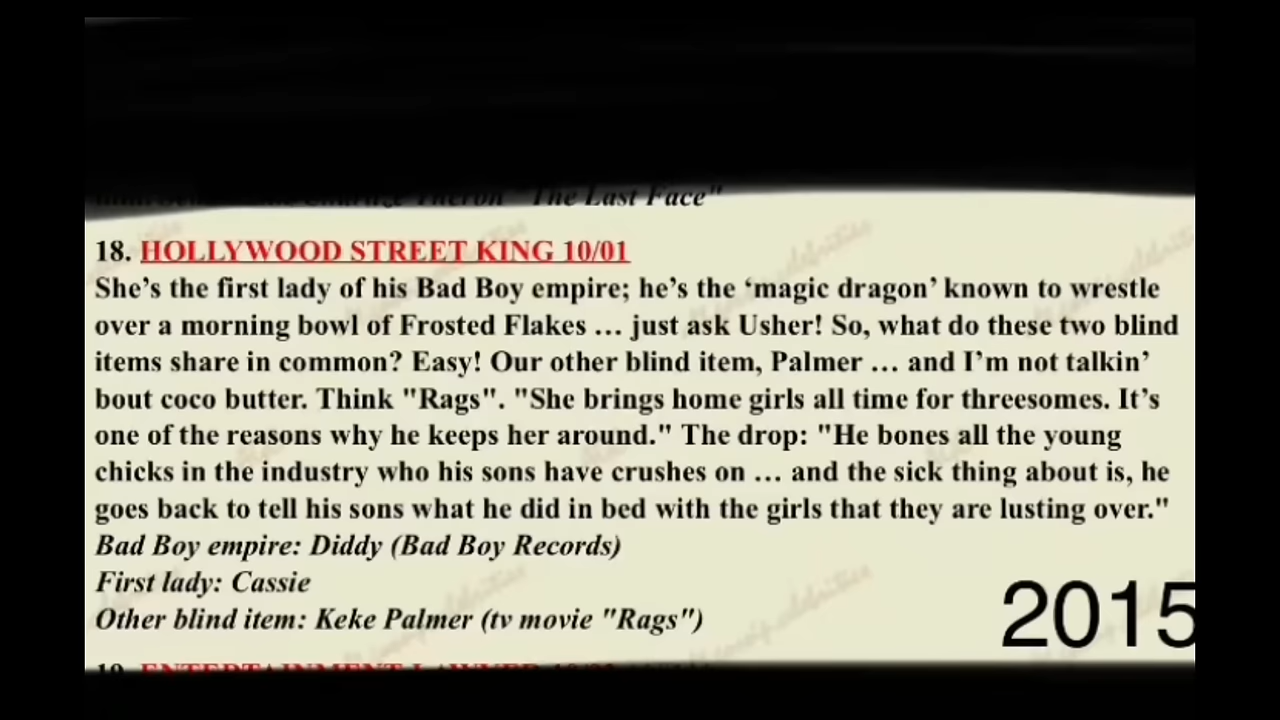 "The Last Face"
18. HOLLYWOOD STREET KING 10/01
She's the first lady of his Bad Boy empire; he's the ‘magic dragon’ known to wrestle
over a morning bowl of Frosted Flakes … just ask Usher! So, what do these two blind
items share in common? Easy! Our other blind item, Palmer … and I’m not talkin’
bout coco butter. Think "Rags". "She brings home girls all time for threesomes. It’s
one of the reasons why he keeps her around." The drop: "He bones all the young
chicks in the industry who his sons have crushes on … and the sick thing about is, he
goes back to tell his sons what he did in bed with the girls that they are lusting over."
Bad Boy empire: Diddy (Bad Boy Records)
First lady: Cassie
Other blind item: Keke Palmer (tv movie "Rags")
2015